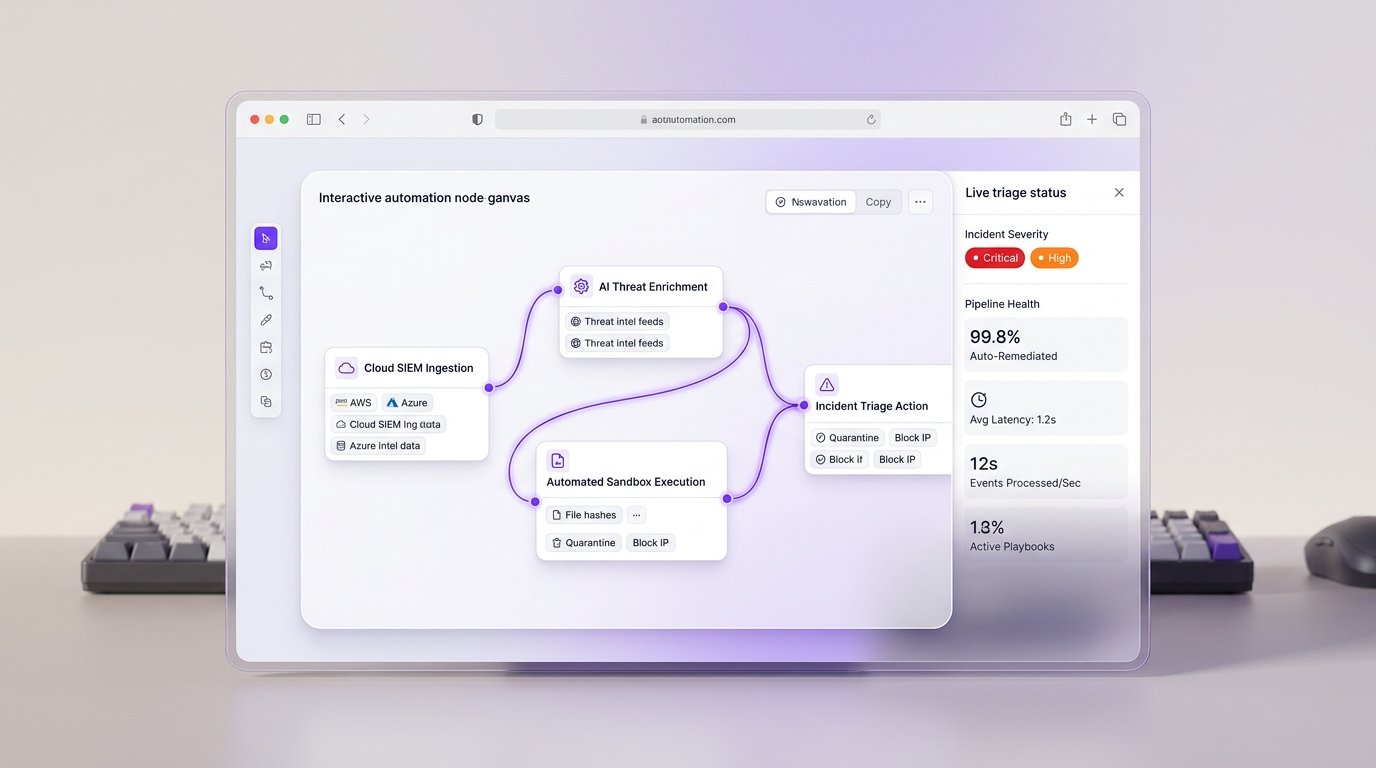 aotnutomation.com
Interactive automation node ganvas
Nswavation
Copy
Live triage status
Incident Severity
Critical
High
AI Threat Enrichment
Threat intel feeds
Threat intel feeds
Pipeline Health
99.8%
Auto-Remediated
Cloud SIEM Ingestion
AWS
Azure
Cloud SIEM Ing data
Azure intel data
Incident Triage Action
Quarantine
Block IP
Block if
Block IP
Avg Latency: 1.2s
12s
Events Processed/Sec
Automated Sandbox Execution
File hashes
...
Quarantine
Block IP
1.3%
Active Playbooks